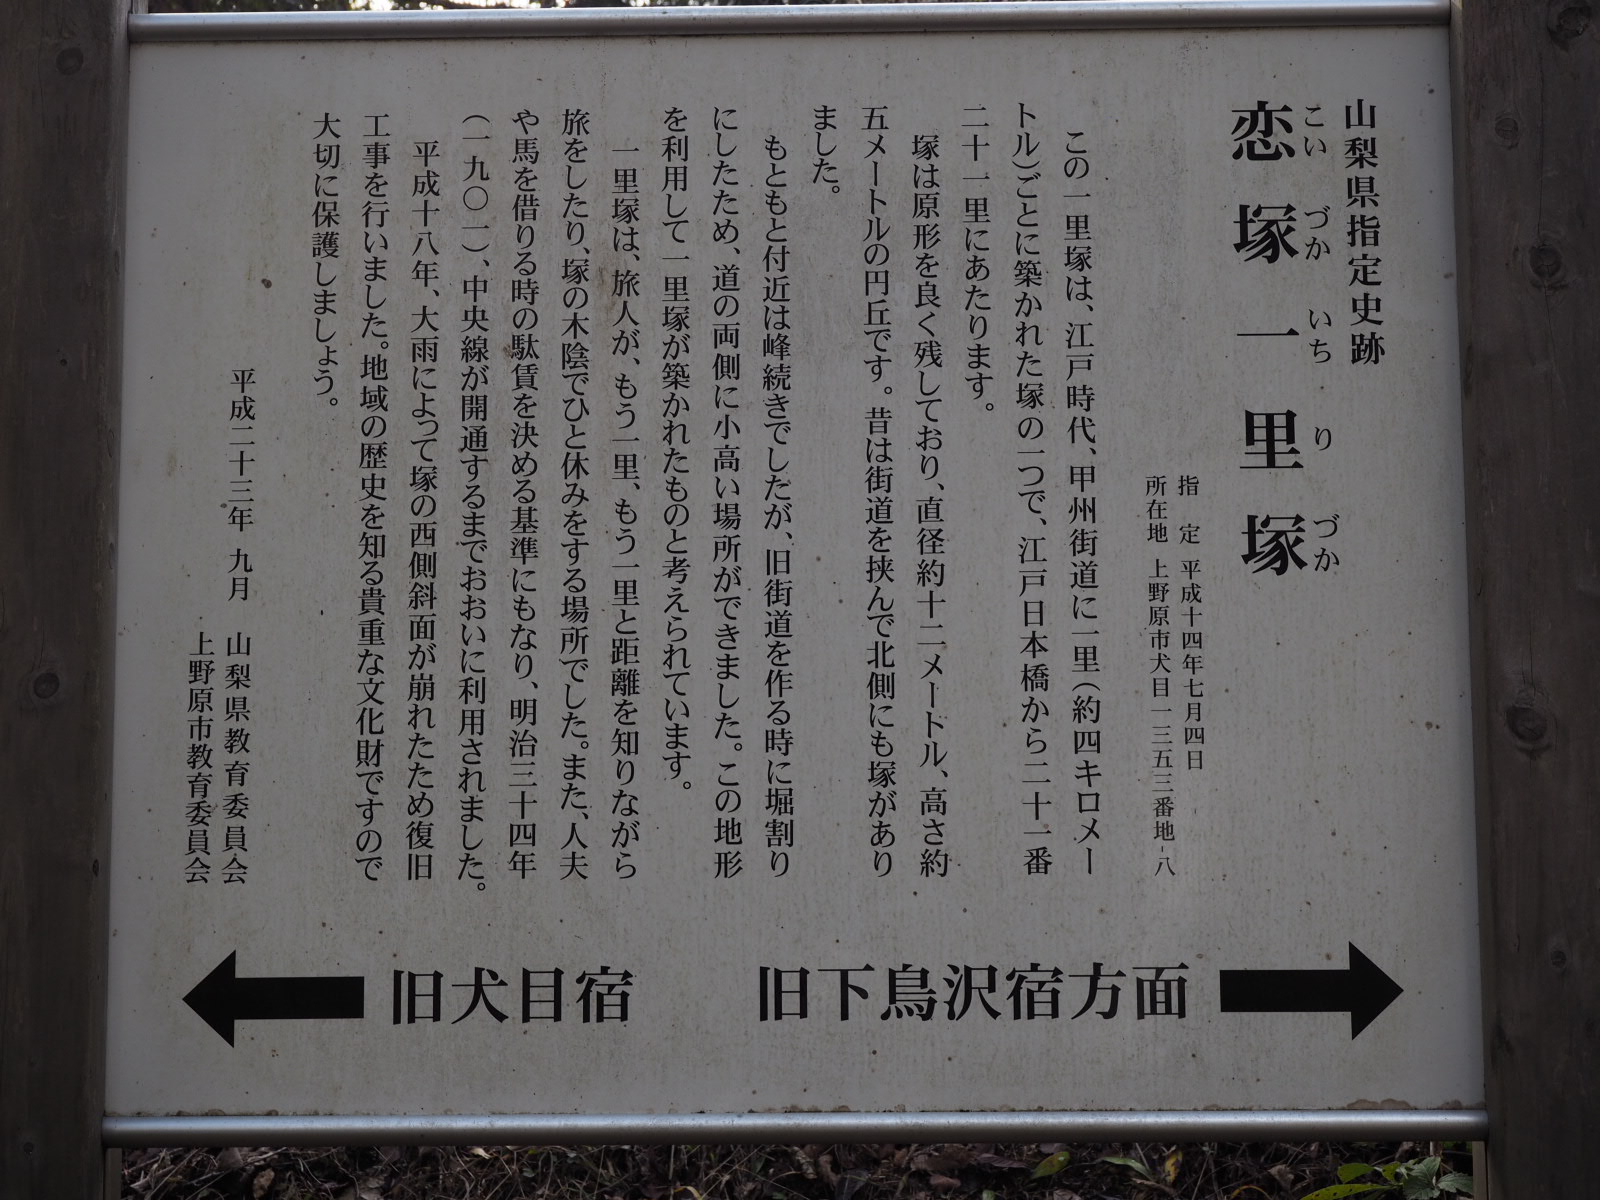 山梨県指定史跡
恋塚一里塚
こいづかいちりづか
指　定　平成十四年七月四日
所在地　上野原市犬目一三五三番地-八
この一里塚は、江戸時代、甲州街道に一里（約四キロメー
トル）ごとに築かれた塚の一つで、江戸日本橋から二十一番
二十一里にあたります。
塚は原形を良く残しており、直径約十二メートル、高さ約
五メートルの円丘です。昔は街道を挟んで北側にも塚があり
ました。
もともと付近は峰続きでしたが、旧街道を作る時に堀割り
にしたため、道の両側に小高い場所ができました。この地形
を利用して一里塚が築かれたものと考えられています。
一里塚は、旅人が、もう一里、もう一里と距離を知りながら
旅をしたり、塚の木陰でひと休みをする場所でした。また、人夫
や馬を借りる時の駄賃を決める基準にもなり、明治三十四年
（一九〇一）、中央線が開通するまでおおいに利用されました。
平成十八年、大雨によって塚の西側斜面が崩れたため復旧
工事を行いました。地域の歴史を知る貴重な文化財ですので
大切に保護しましょう。
平成二十三年　九月　山梨県教育委員会
上野原市教育委員会
旧犬目宿
旧下鳥沢宿方面